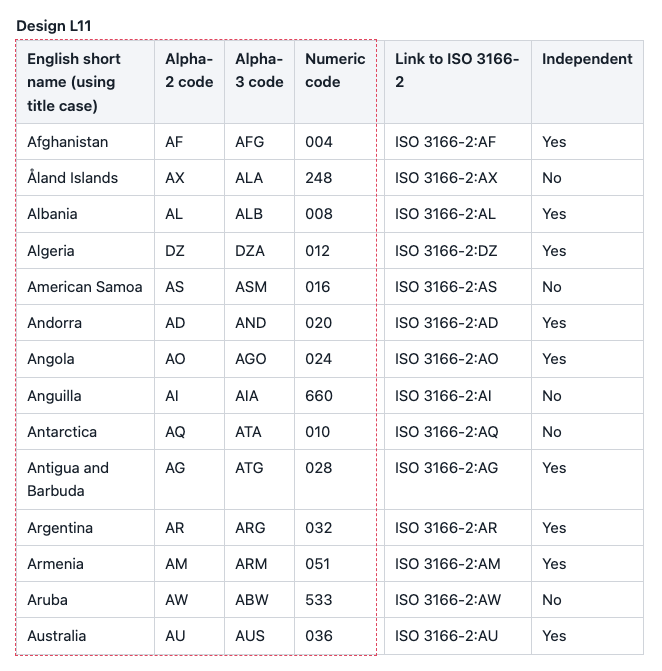 Design L11
English short name (using title case) Alpha-2 code Alpha-3 code Numeric code Link to ISO 3166-2 Independent
Afghanistan AF AFG 004 ISO 3166-2:AF Yes
Åland Islands AX ALA 248 ISO 3166-2:AX No
Albania AL ALB 008 ISO 3166-2:AL Yes
Algeria DZ DZA 012 ISO 3166-2:DZ Yes
American Samoa AS ASM 016 ISO 3166-2:AS No
Andorra AD AND 020 ISO 3166-2:AD Yes
Angola AO AGO 024 ISO 3166-2:AO Yes
Anguilla AI AIA 660 ISO 3166-2:AI No
Antarctica AQ ATA 010 ISO 3166-2:AQ No
Antigua and Barbuda AG ATG 028 ISO 3166-2:AG Yes
Argentina AR ARG 032 ISO 3166-2:AR Yes
Armenia AM ARM 051 ISO 3166-2:AM Yes
Aruba AW ABW 533 ISO 3166-2:AW No
Australia AU AUS 036 ISO 3166-2:AU Yes